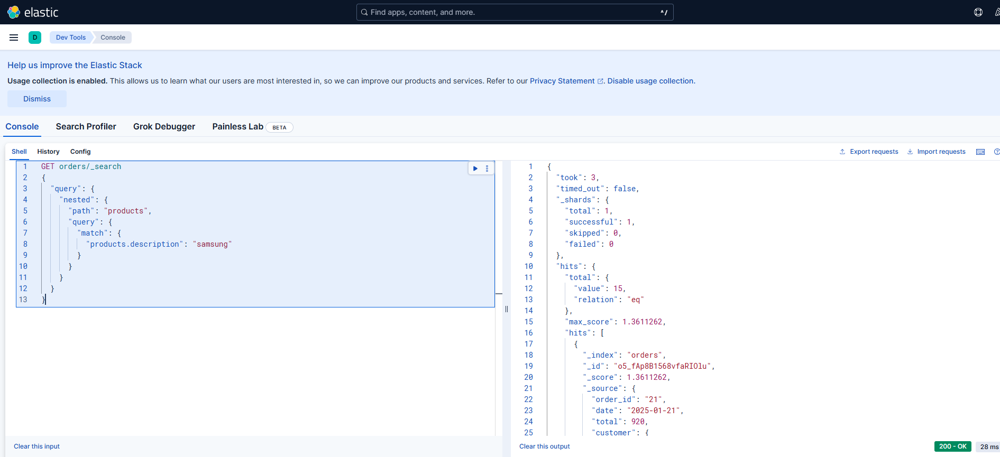 elastic
Find apps, content, and more.
^/
D
Dev Tools
Console
Help us improve the Elastic Stack
Usage collection is enabled. This allows us to learn what our users are most interested in, so we can improve our products and services. Refer to our Privacy Statement. Disable usage collection.
Dismiss
Console
Search Profiler
Grok Debugger
Painless Lab
BETA
Shell
History
Config
Export requests
Import requests
1 GET orders/_search
2 {
3 "query": {
4 "nested": {
5 "path": "products",
6 "query": {
7 "match": {
8 "products.description": "samsung"
9 }
10 }
11 }
12 }
13 }
1 {
2 "took": 3,
3 "timed_out": false,
4 "_shards": {
5 "total": 1,
6 "successful": 1,
7 "skipped": 0,
8 "failed": 0
9 },
10 "hits": {
11 "total": {
12 "value": 15,
13 "relation": "eq"
14 },
15 "max_score": 1.3611262,
16 "hits": [
17 {
18 "_index": "orders",
19 "_id": "o5_fAp8B1568vfaRIOlu",
20 "_score": 1.3611262,
21 "_source": {
22 "order_id": "21",
23 "date": "2025-01-21",
24 "total": 920,
25 "customer": {
Clear this input
Clear this output
200 - OK
28 ms